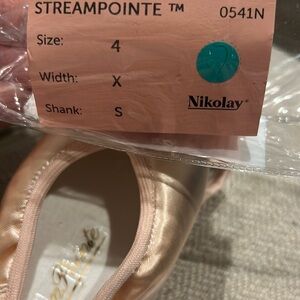 STREAMPOINTE ™ 0541N
Size: 4
Width: X
Shank: S
Nikolay®